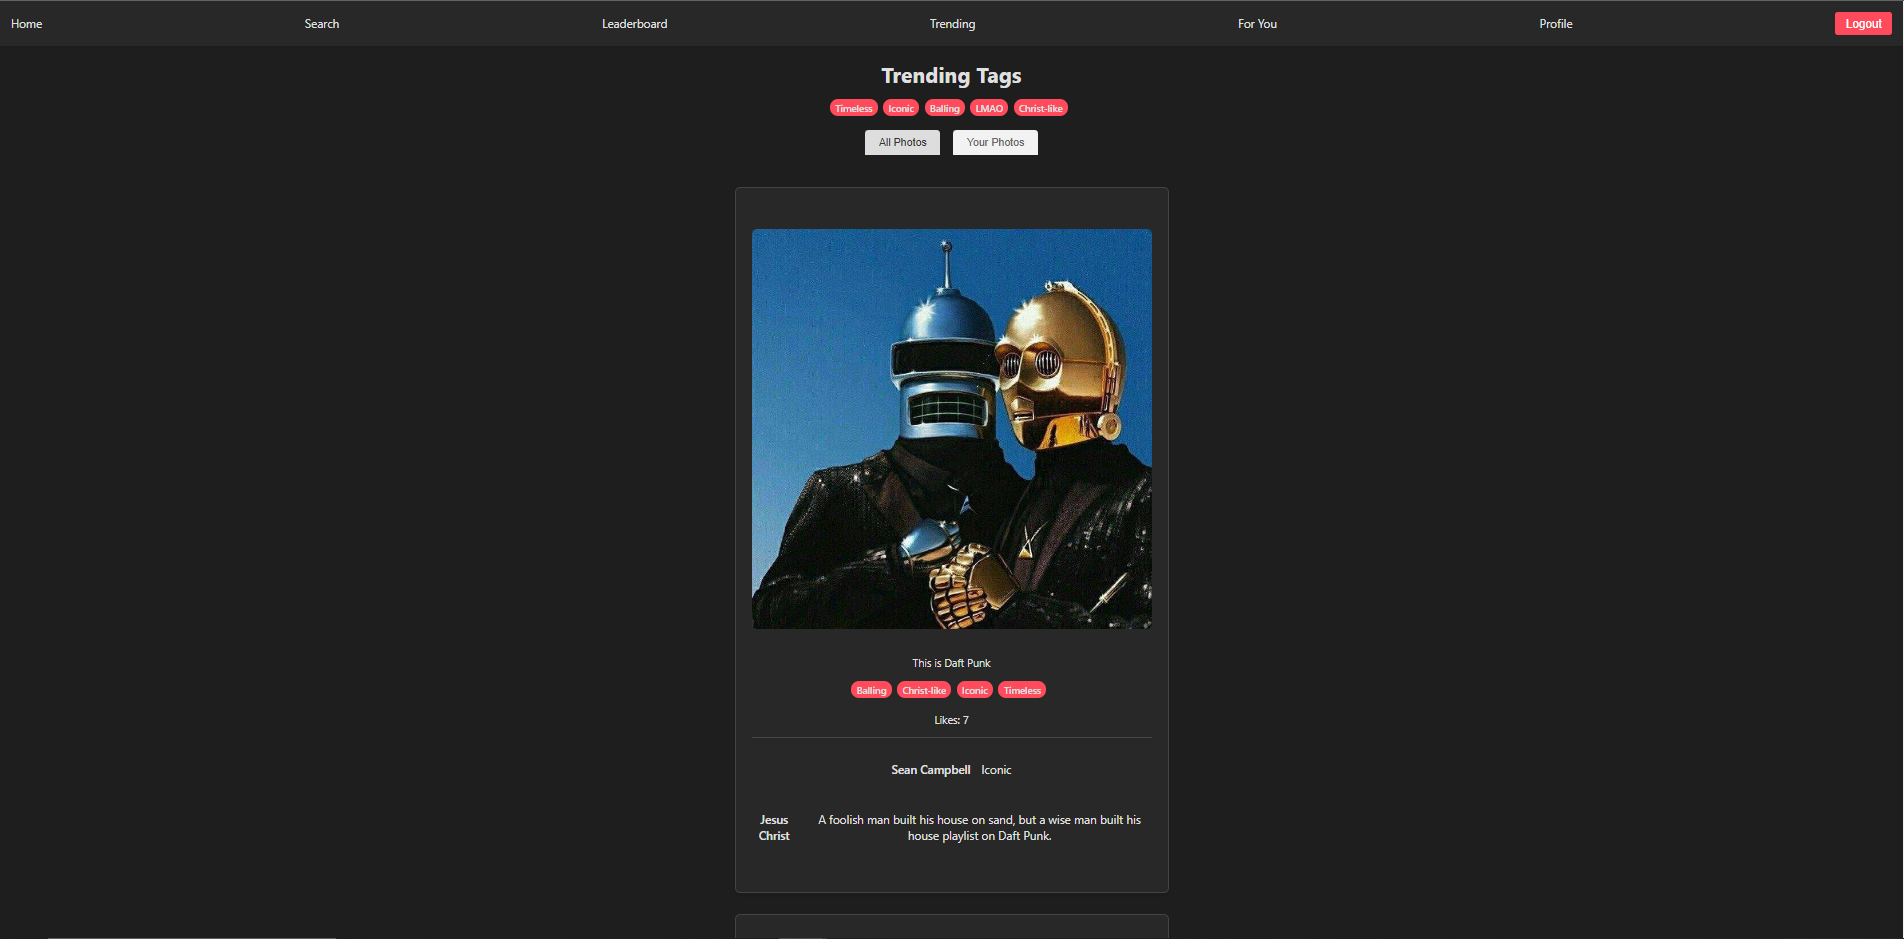 Home Search Leaderboard Trending For You Profile Logout
Trending Tags
Timeless Iconic Balling LMAO Christ-like
All Photos Your Photos
This is Daft Punk
Balling Christ-like Iconic Timeless
Likes: 7
Sean Campbell Iconic
Jesus Christ
A foolish man built his house on sand, but a wise man built his
house playlist on Daft Punk.